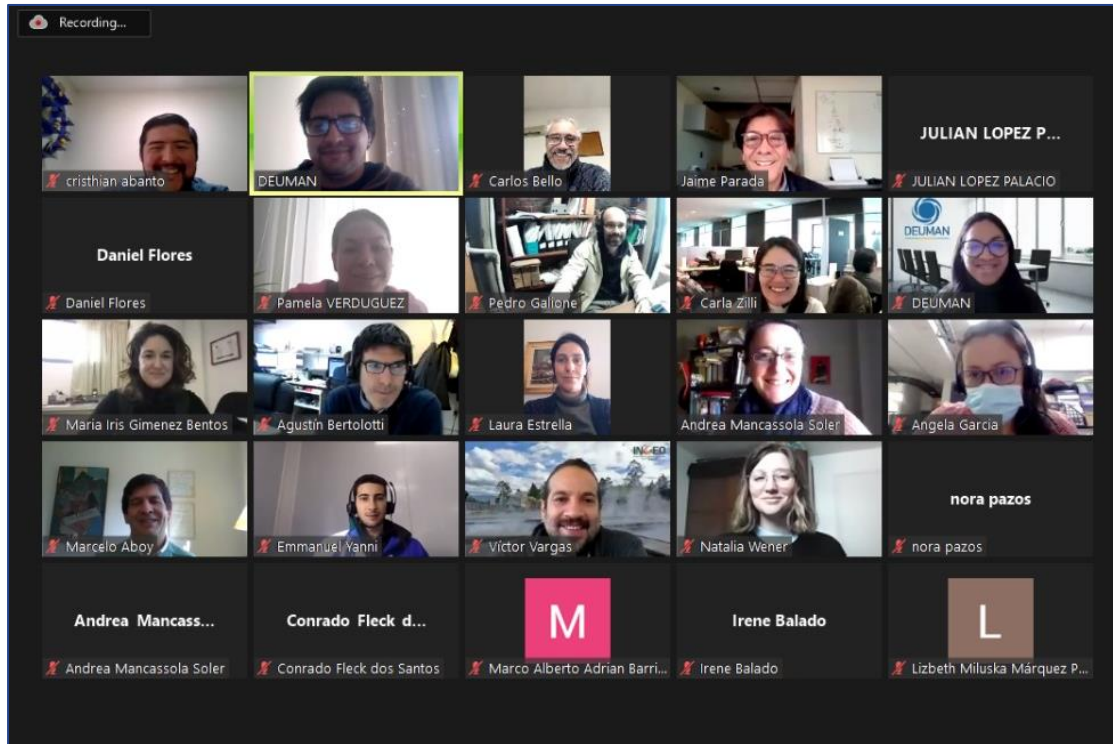 Recording...
cristhian abanto
DEUMAN
Carlos Bello
Jaime Parada
JULIAN LOPEZ P...
JULIAN LOPEZ PALACIO
Daniel Flores
Daniel Flores
Pamela VERDUGUEZ
Pedro Galione
Carla Zilli
DEUMAN
DEUMAN
Maria Iris Gimenez Bentos
Agustín Bertolotti
Laura Estrella
Andrea Mancassola Soler
Angela Garcia
Marcelo Aboy
Emmanuel Yanni
INGEO
Víctor Vargas
Natalia Wener
nora pazos
nora pazos
Andrea Mancass...
Andrea Mancassola Soler
Conrado Fleck d...
Conrado Fleck dos Santos
M
Marco Alberto Adrian Barri...
Irene Balado
Irene Balado
L
Lizbeth Miluska Márquez P...